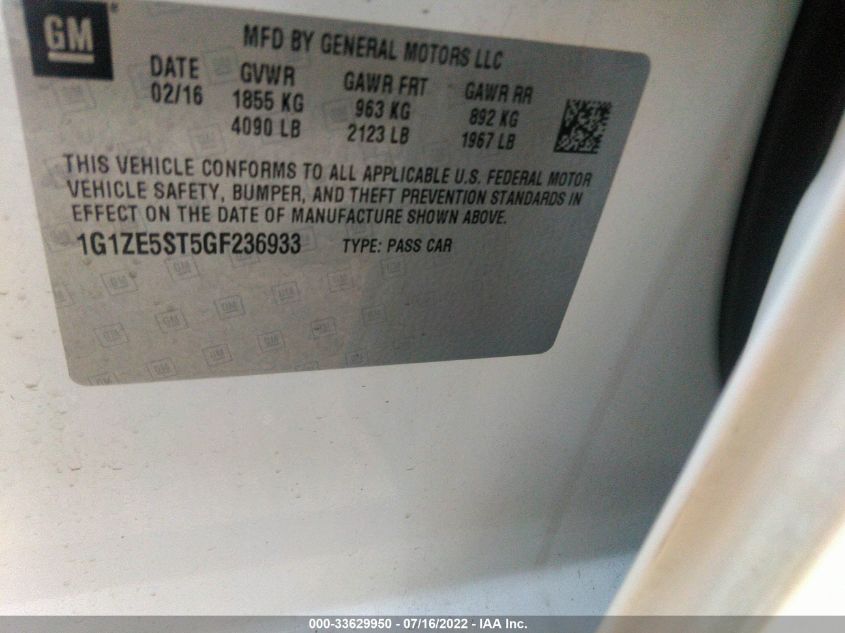 GM
MFD BY GENERAL MOTORS LLC
DATE GVWR GAWR FRT GAWR RR
02/16 1855 KG 963 KG 892 KG
4090 LB 2123 LB 1967 LB
THIS VEHICLE CONFORMS TO ALL APPLICABLE U.S. FEDERAL MOTOR
VEHICLE SAFETY, BUMPER, AND THEFT PREVENTION STANDARDS IN
EFFECT ON THE DATE OF MANUFACTURE SHOWN ABOVE.
1G1ZE5ST5GF236933 TYPE: PASS CAR
000-33629950 - 07/16/2022 - IAA Inc.